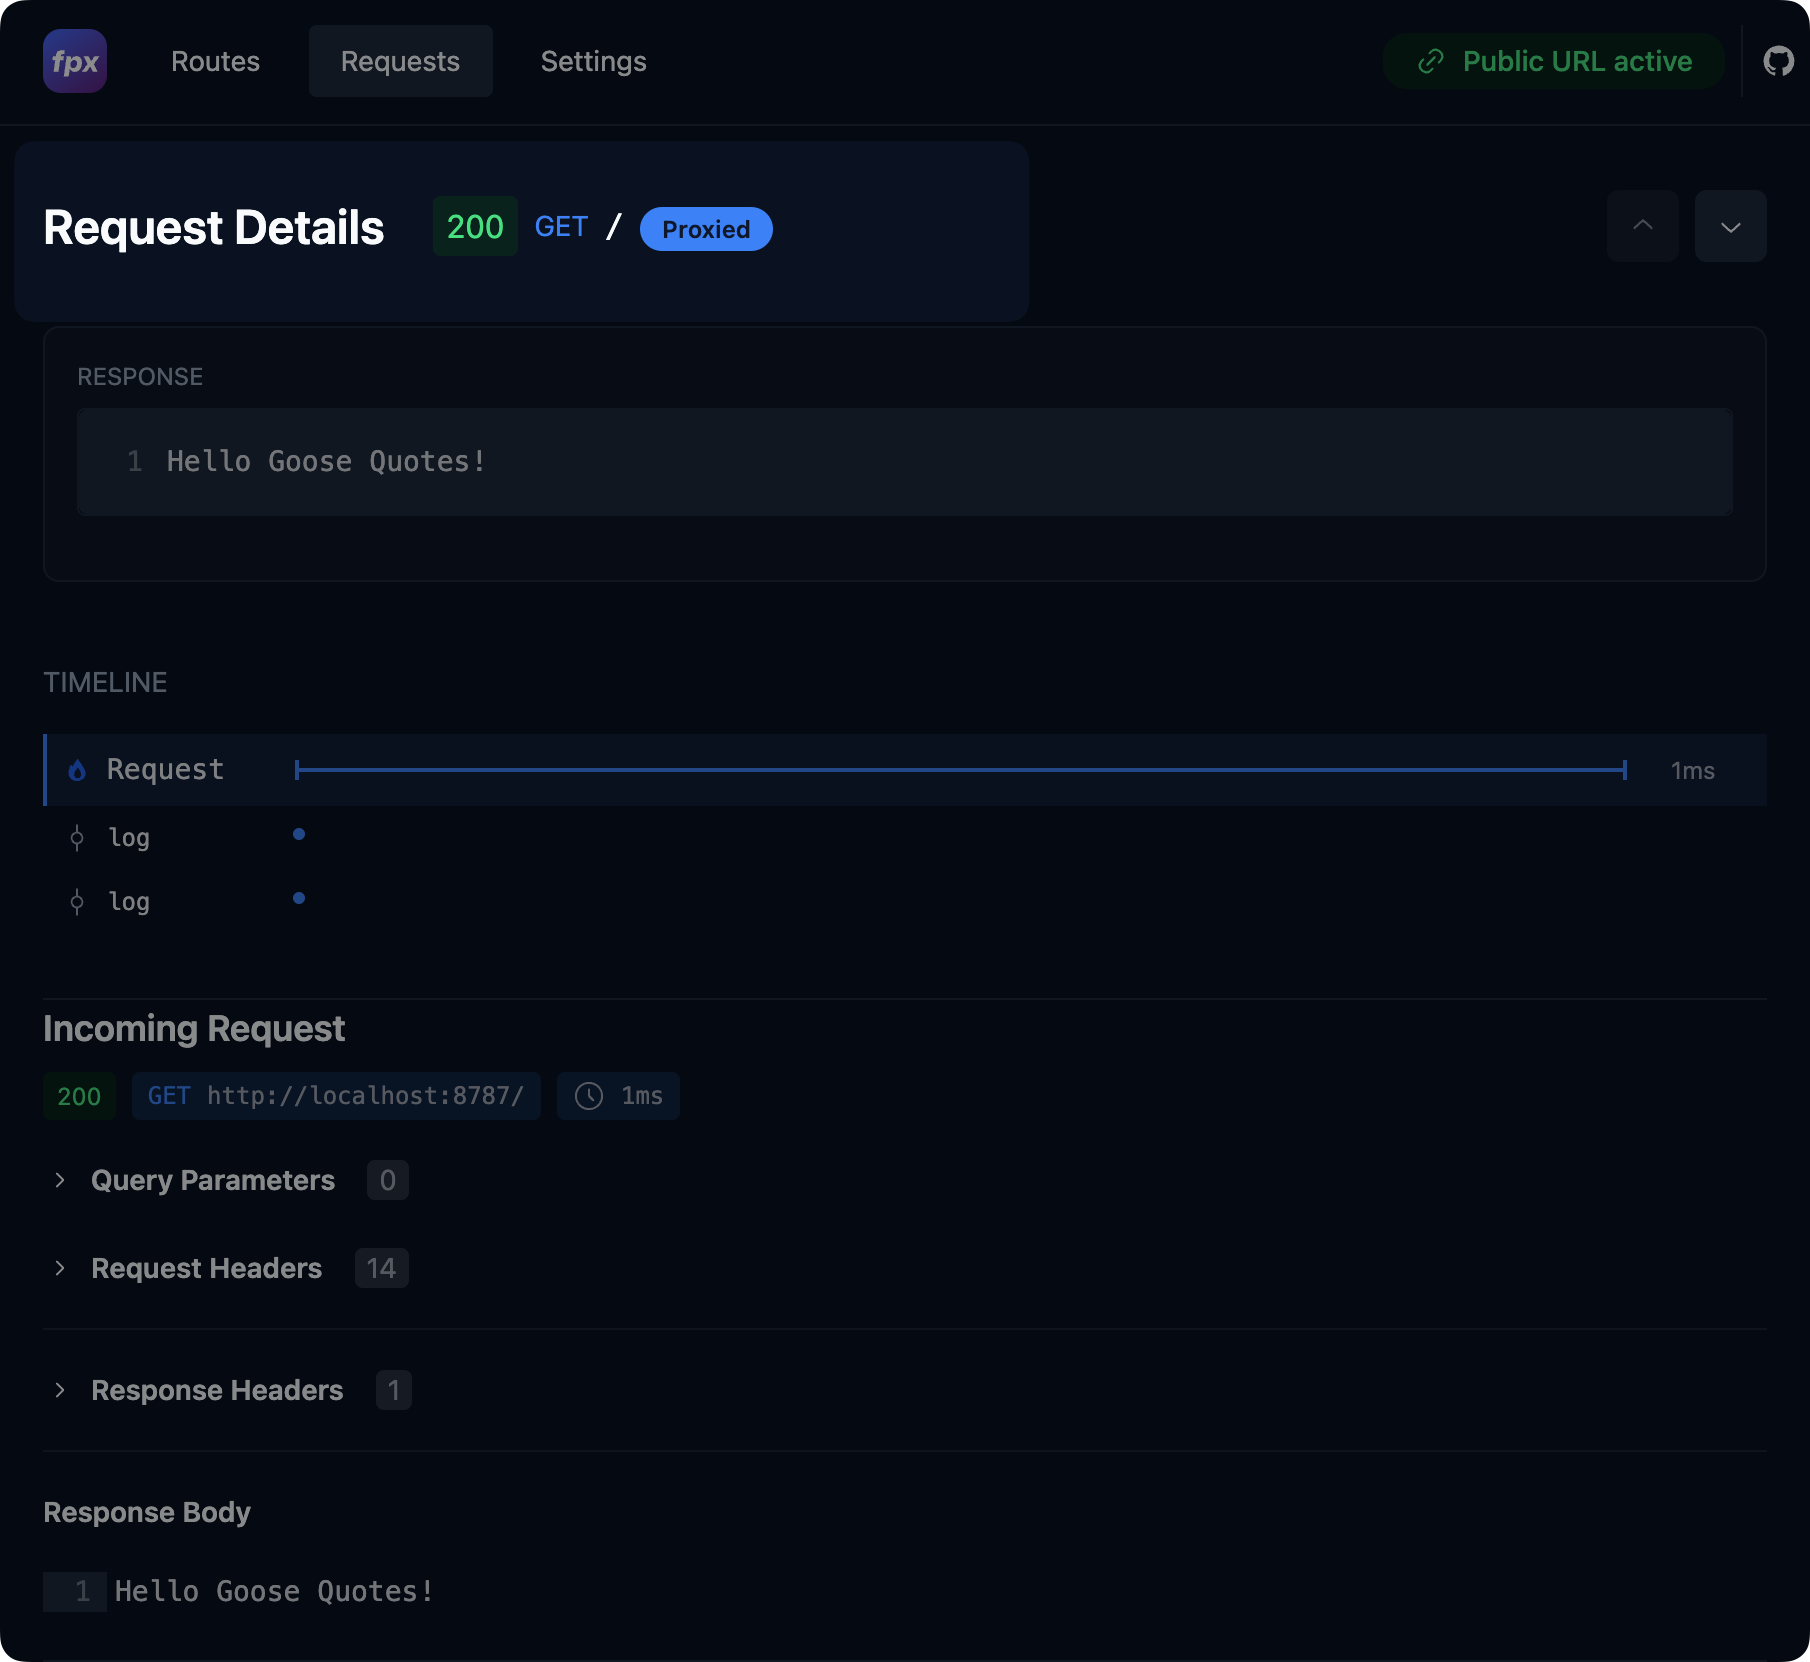 fpx Routes Requests Settings Public URL active
Request Details 200 GET / Proxied
RESPONSE
1 Hello Goose Quotes!
TIMELINE
Request 1ms
log
log
Incoming Request
200 GET http://localhost:8787/ 1ms
Query Parameters 0
Request Headers 14
Response Headers 1
Response Body
1 Hello Goose Quotes!